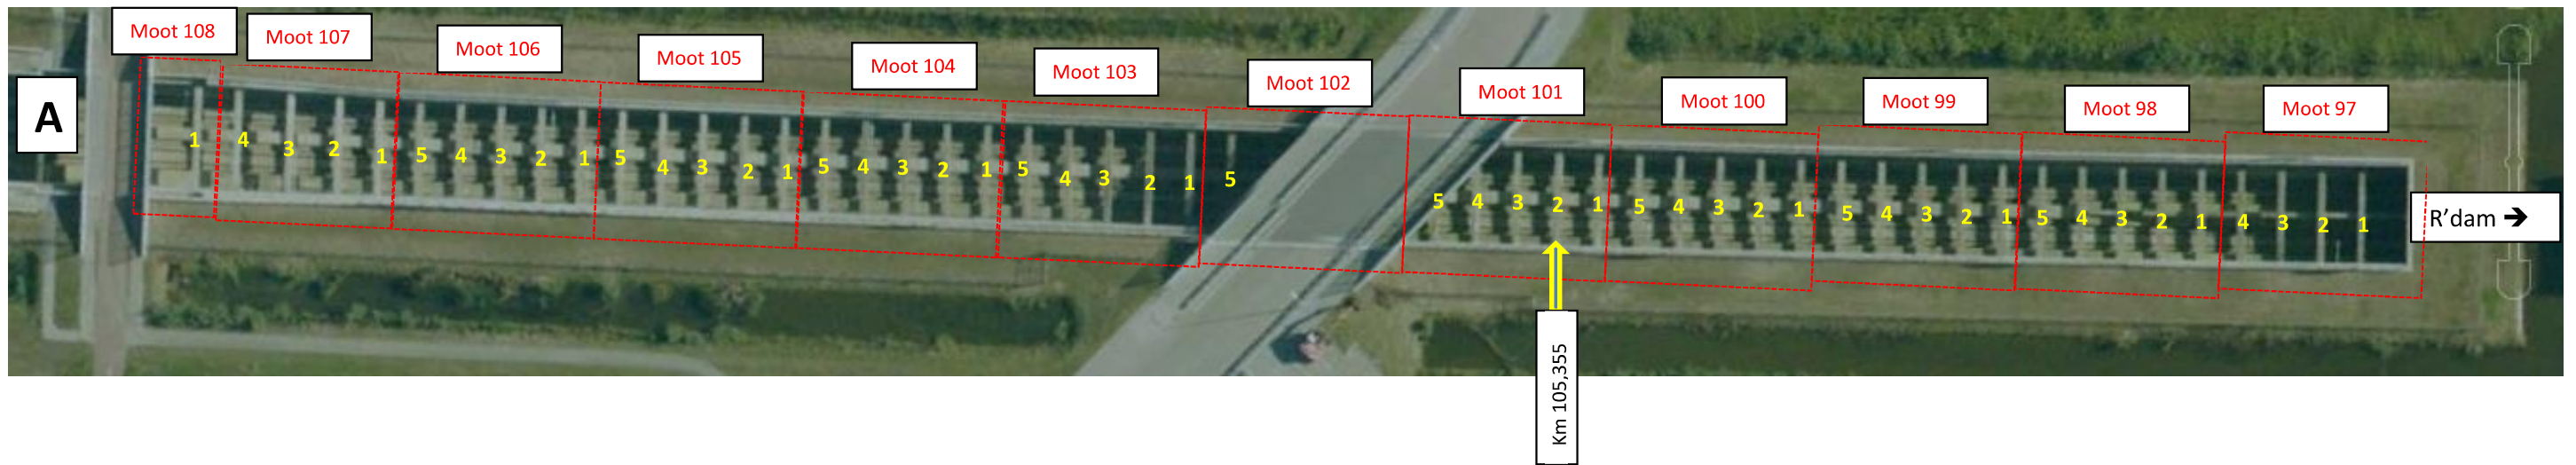 Moot 108
Moot 107
Moot 106
Moot 105
Moot 104
Moot 103
Moot 102
Moot 101
Moot 100
Moot 99
Moot 98
Moot 97
A
1 4 3 2 1 5 4 3 2 1 5 4 3 2 1 5 4 3 2 1 5 4 3 2 1 5 5 4 3 2 1 5 4 3 2 1 5 4 3 2 1 5 4 3 2 1 4 3 2 1
R'dam ➔
Km 105,355